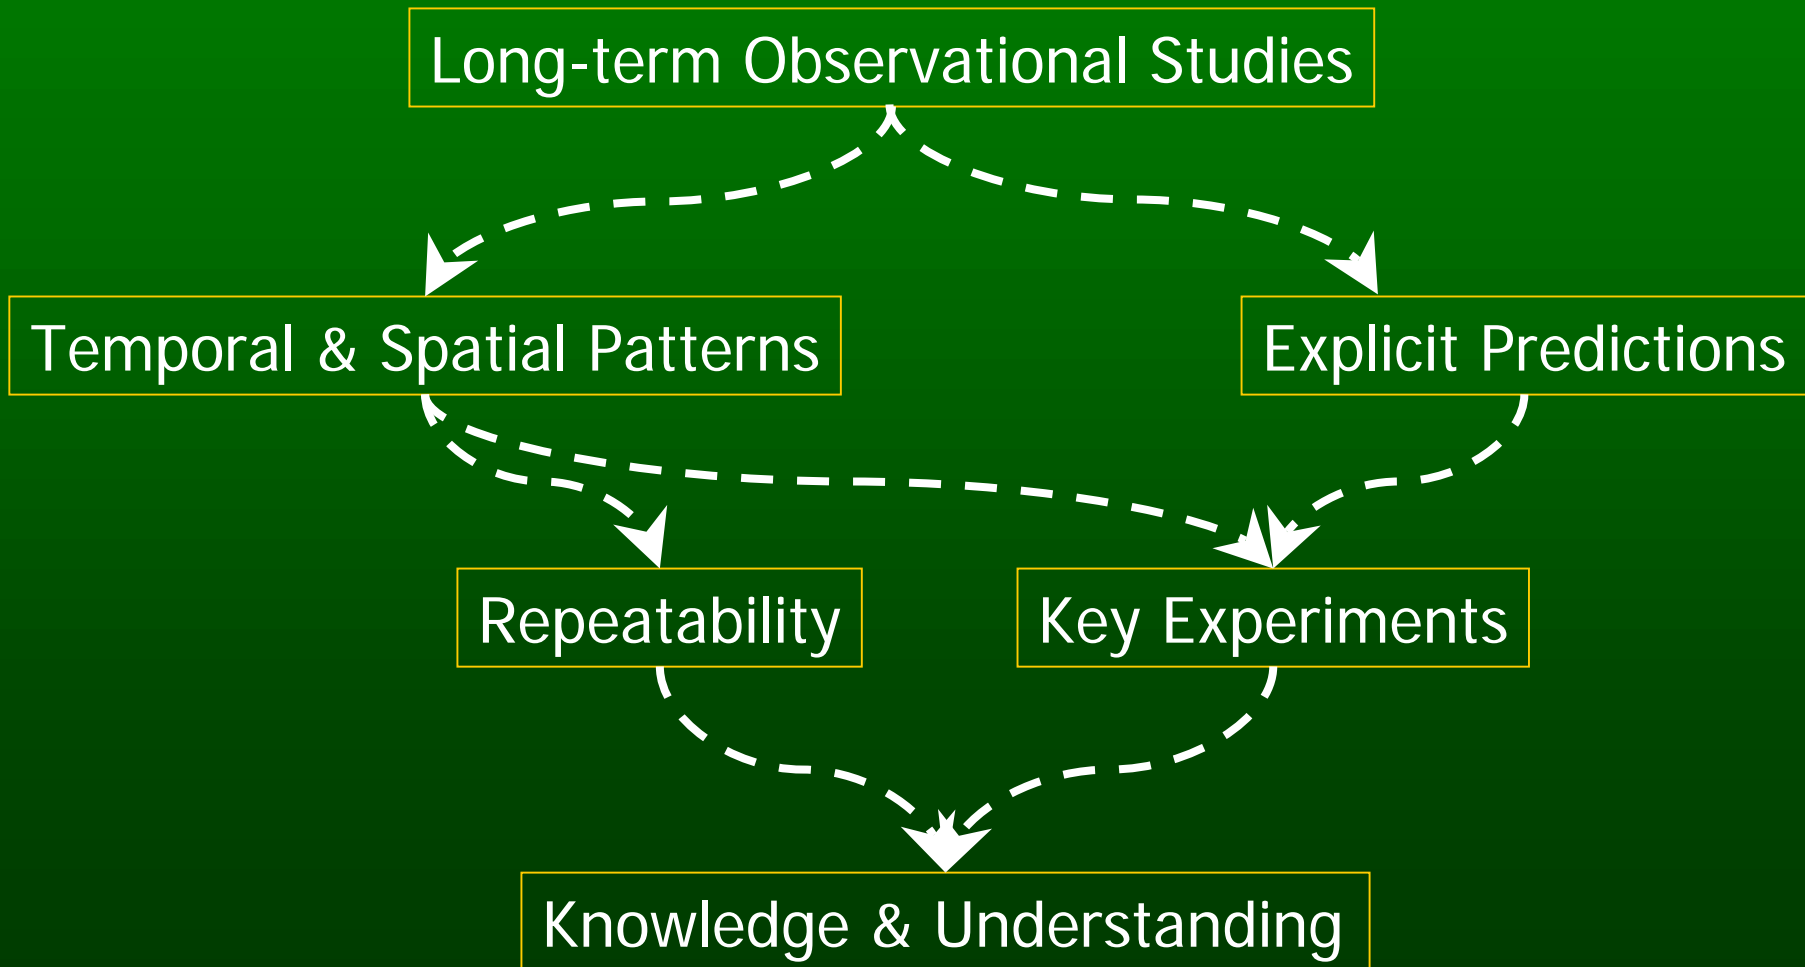 Long-term Observational Studies
Temporal & Spatial Patterns
Explicit Predictions
Repeatability
Key Experiments
Knowledge & Understanding